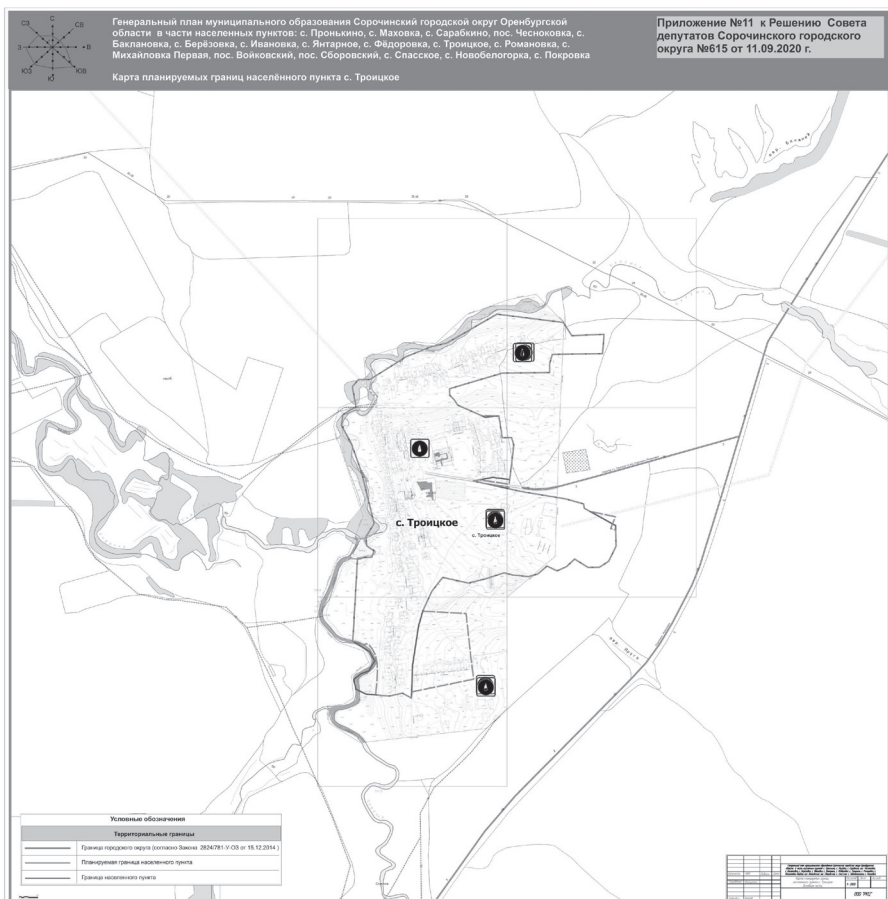 С
СЗ
СВ
З
В
ЮЗ
ЮВ
Ю
Генеральный план муниципального образования Сорочинский городской округ Оренбургской
области в части населенных пунктов: с. Пронькино, с. Маховка, с. Сарабкино, пос. Чесноковка, с.
Баклановка, с. Берёзовка, с. Ивановка, с. Янтарное, с. Фёдоровка, с. Троицкое, с. Романовка, с.
Михайловка Первая, пос. Войковский, пос. Сборовский, с. Спасское, с. Новобелогорка, с. Покровка
Карта планируемых границ населённого пункта с. Троицкое
Приложение №11 к Решению Совета
депутатов Сорочинского городского
округа №615 от 11.09.2020 г.
с. Троицкое
с. Троицкое
Условные обозначения
Территориальные границы
Граница городского округа (согласно Закона 2824/781-V-ОЗ от 15.12.2014 )
Планируемая граница населенного пункта
Граница населенного пункта